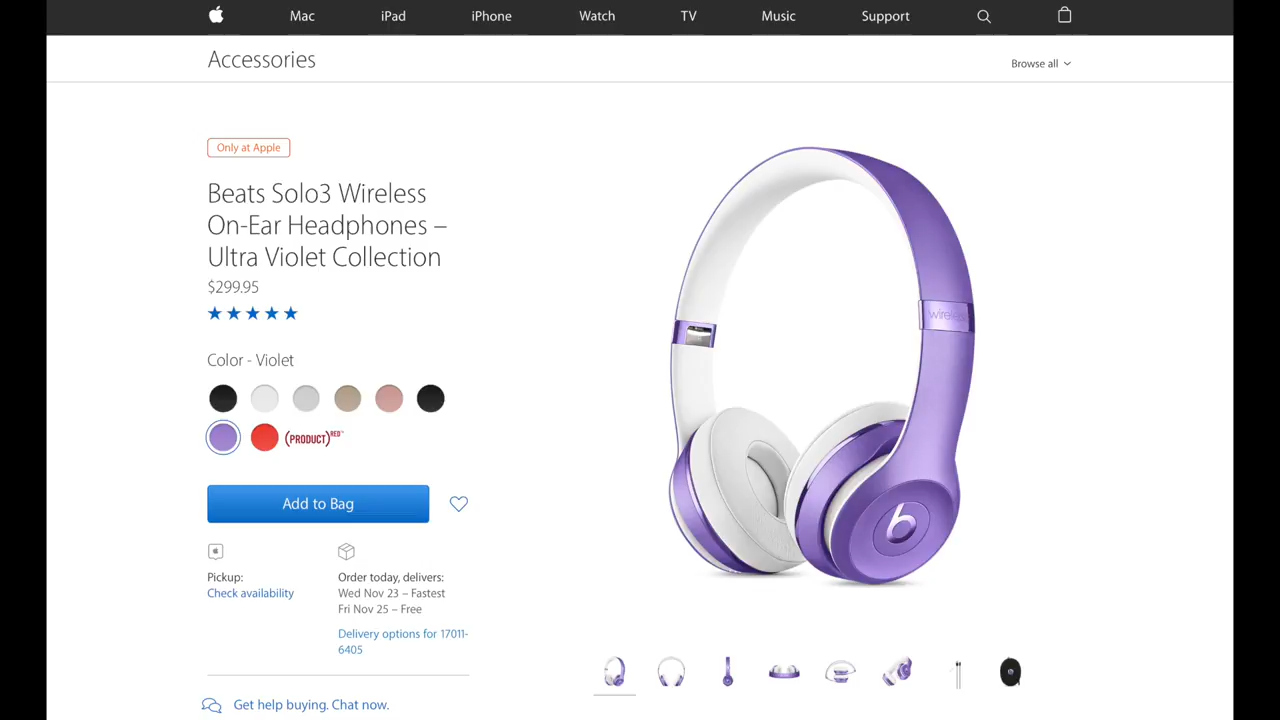 Mac iPad iPhone Watch TV Music Support
Accessories
Browse all
Only at Apple
Beats Solo3 Wireless
On-Ear Headphones –
Ultra Violet Collection
$299.95
Color - Violet
(PRODUCT)RED™
Add to Bag
Pickup:
Check availability
Order today, delivers:
Wed Nov 23 – Fastest
Fri Nov 25 – Free
Delivery options for 17011-
6405
Get help buying. Chat now.
wireless
b